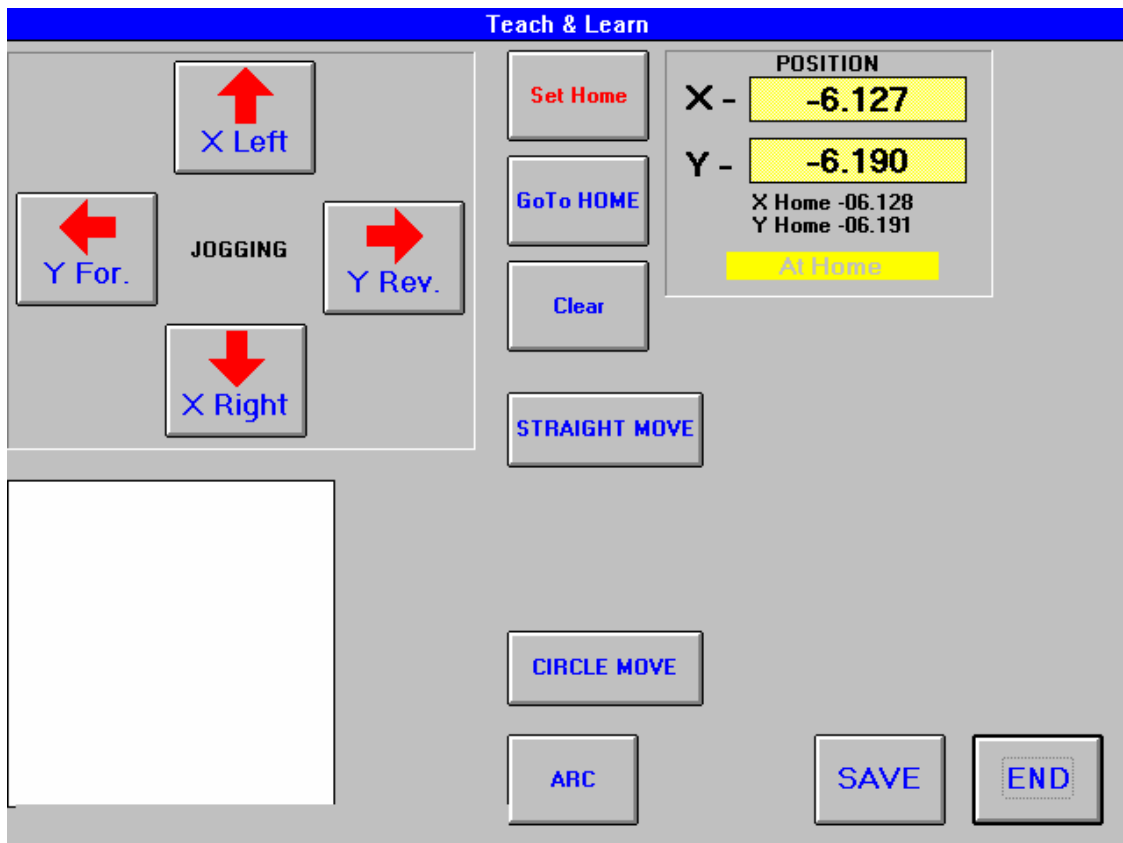 Teach & Learn
X Left
Y For.
JOGGING
Y Rev.
X Right
Set Home
GoTo HOME
Clear
STRAIGHT MOVE
CIRCLE MOVE
ARC
POSITION
X - -6.127
Y - -6.190
X Home -06.128
Y Home -06.191
At Home
SAVE
END